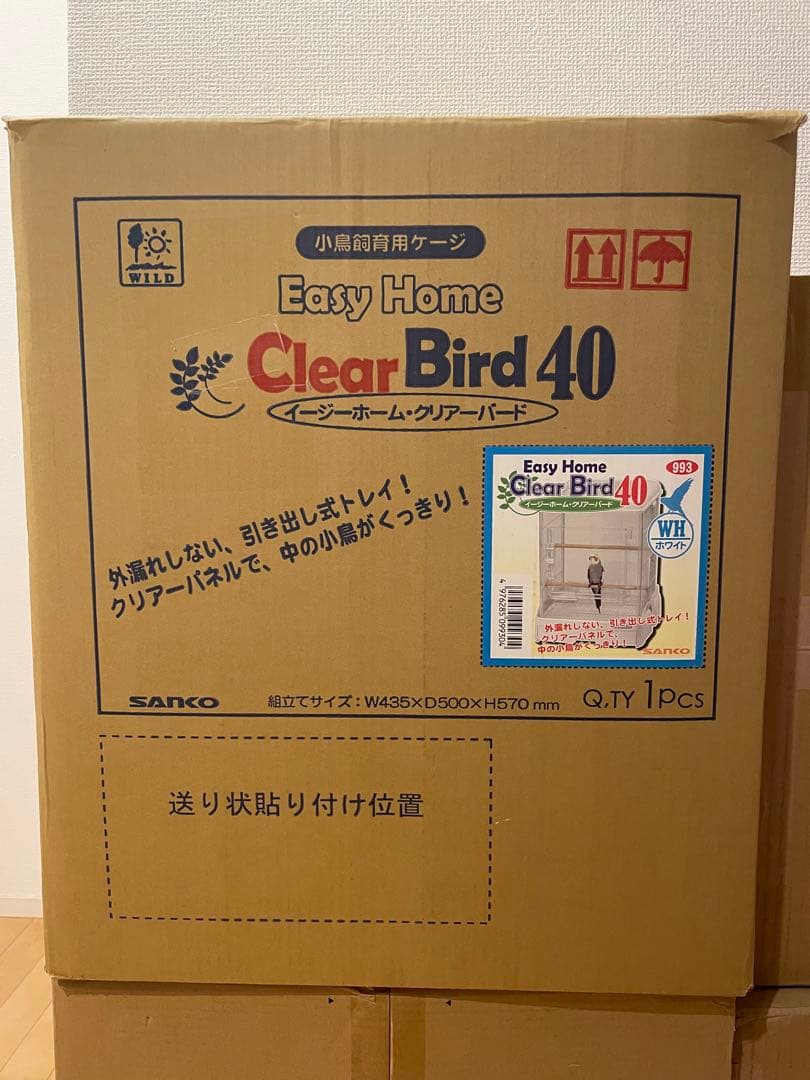 WILD
小鳥飼育用ケージ
Easy Home
Clear Bird 40
イージーホーム・クリアーバード
外漏れしない、引き出し式トレイ！
クリアーパネルで、中の小鳥がくっきり！
Easy Home
993
Clear Bird 40
イージーホーム・クリアーバード
WH
ホワイト
4 976285 099304
外漏れしない、引き出し式トレイ！
クリアーパネルで、
中の小鳥がくっきり！
SANKO
SANKO
組立てサイズ：W435×D500×H570 mm
Q,TY 1PCS
送り状貼り付け位置